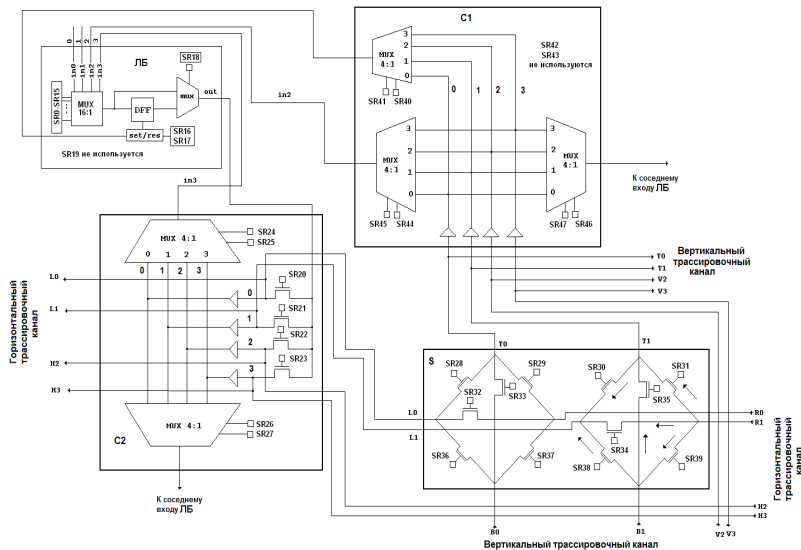 C1
ЛБ
0
1
2
3
in0
in1
in2
in3
SR0-SR15
MUX
16:1
DFF
set/res
SR16
SR17
SR18
mux
out
SR19 не используется
in2
in3
MUX
4:1
3
2
1
0
SR41
SR40
SR42
SR43
не используются
0
1
2
3
MUX
4:1
3
2
1
0
SR45
SR44
MUX
4:1
3
2
1
0
SR47
SR46
К соседнему
входу ЛБ
T0
T1
V2
V3
Вертикальный
трассировочный
канал
MUX 4:1
0 1 2 3
SR24
SR25
0
1
2
3
L0
L1
H2
H3
Горизонтальный
трассировочный
канал
0
1
2
3
SR20
SR21
SR22
SR23
MUX 4:1
SR26
SR27
C2
К соседнему
входу ЛБ
S
T0
T1
SR28
SR29
SR30
SR31
SR32
SR33
SR34
SR35
SR36
SR37
SR38
SR39
L0
L1
R0
R1
H2
H3
Горизонтальный
трассировочный
канал
B0
B1
V2
V3
Вертикальный трассировочный канал